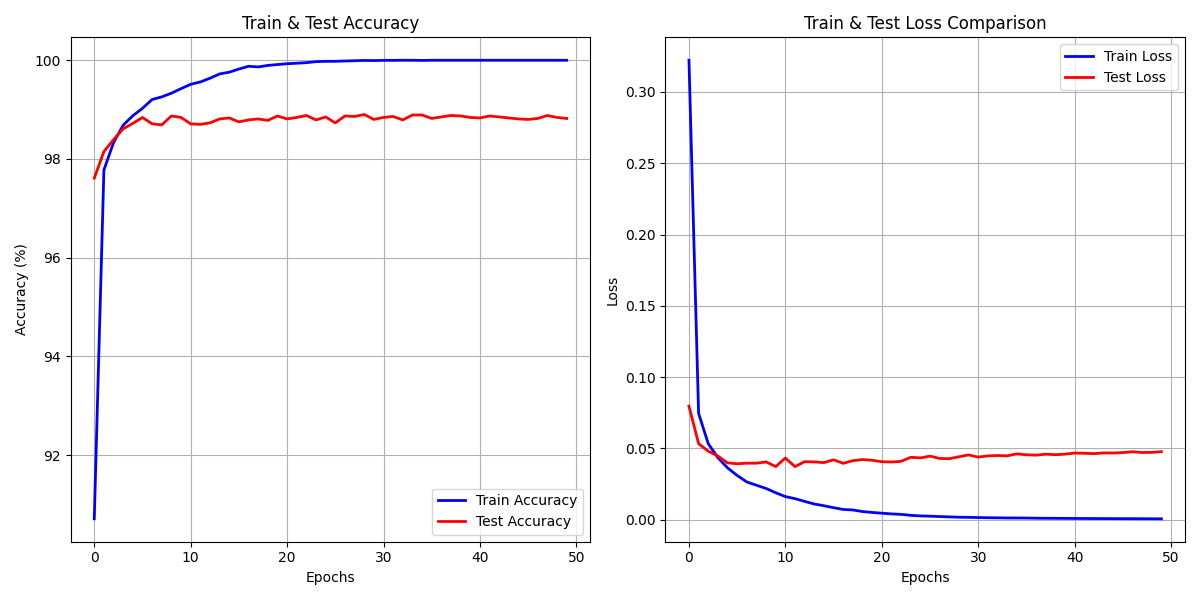 Train & Test Accuracy
Accuracy (%)
100
98
96
94
92
0 10 20 30 40 50
Epochs
Train Accuracy
Test Accuracy
Train & Test Loss Comparison
Loss
0.30
0.25
0.20
0.15
0.10
0.05
0.00
0 10 20 30 40 50
Epochs
Train Loss
Test Loss